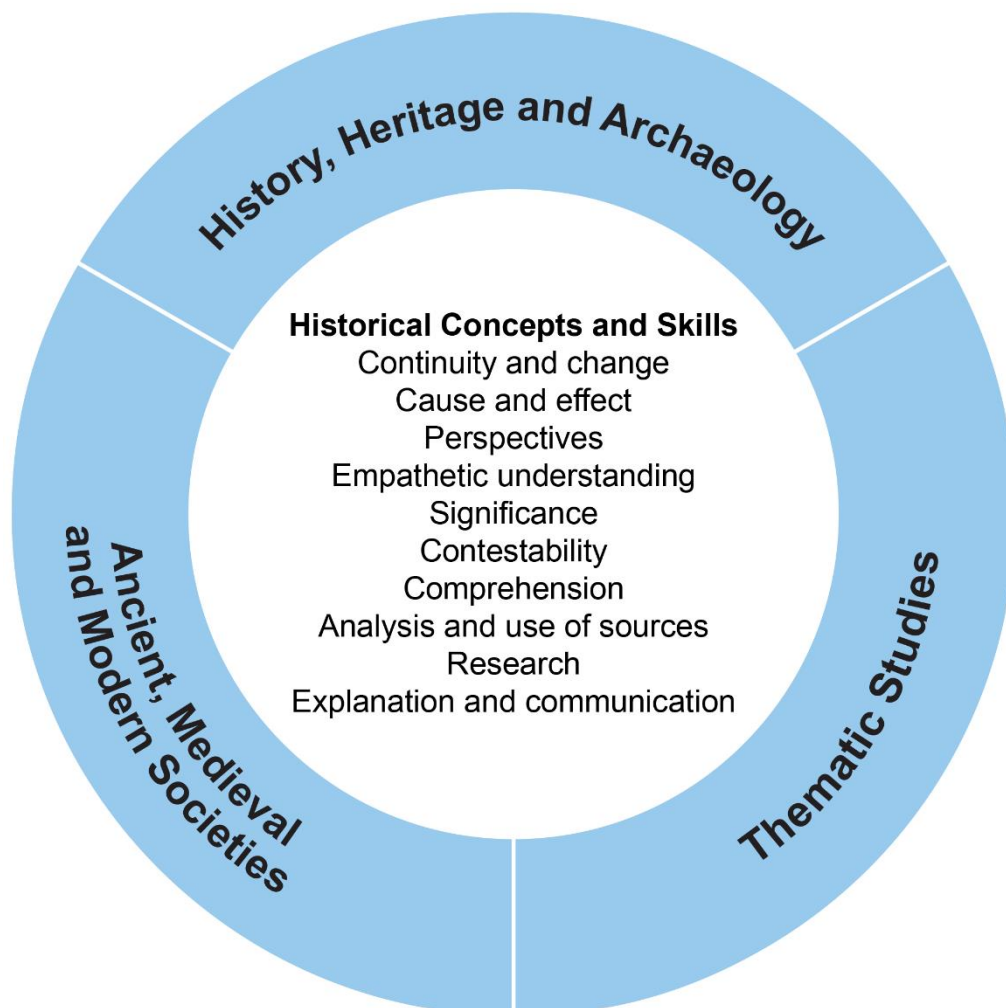 History, Heritage and Archaeology
Historical Concepts and Skills
Continuity and change
Cause and effect
Perspectives
Empathetic understanding
Significance
Contestability
Comprehension
Analysis and use of sources
Research
Explanation and communication
Ancient, Medieval
and Modern Societies
Thematic Studies